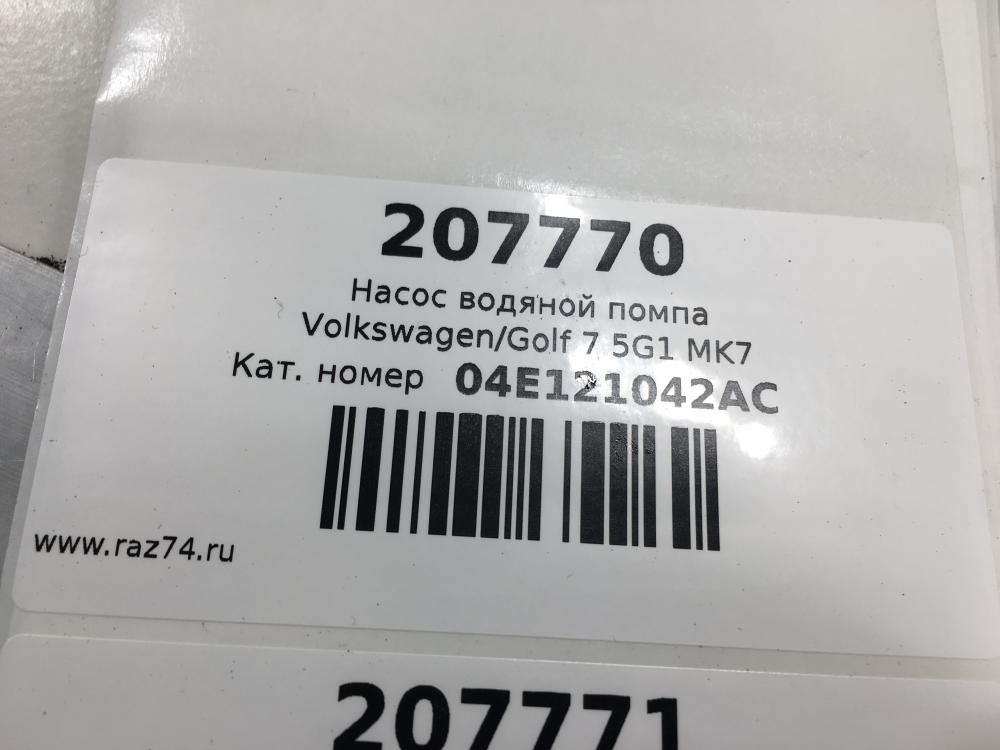 207770
Насос водяной помпа
Volkswagen/Golf 7 5G1 MK7
Кат. номер 04E121042AC
www.raz74.ru
207771